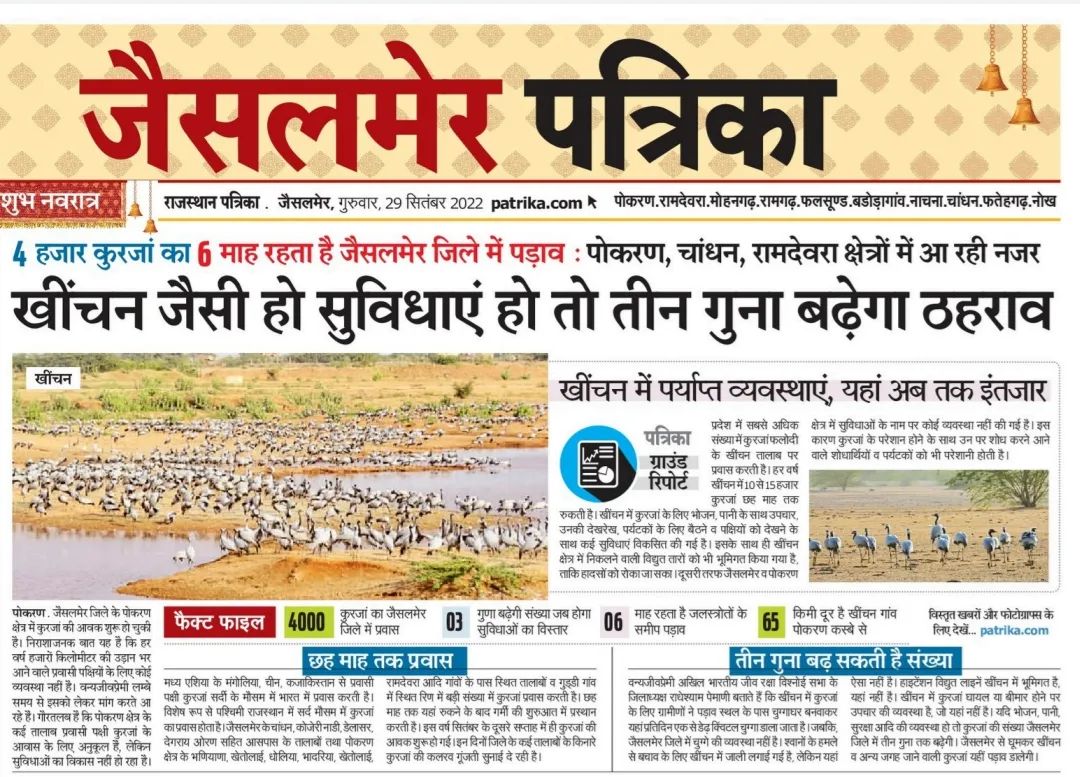 जैसलमेर पत्रिका
शुभ नवरात्र
राजस्थान पत्रिका . जैसलमेर, गुरुवार, 29 सितंबर 2022 patrika.com
पोकरण.रामदेवरा.मोहनगढ़.रामगढ़.फलसूण्ड.बडोड़ागांव.नाचना.चांधन.फतेहगढ़.नोख
4 हजार कुरजां का 6 माह रहता है जैसलमेर जिले में पड़ाव : पोकरण, चांधन, रामदेवरा क्षेत्रों में आ रही नजर
खींचन जैसी हो सुविधाएं हो तो तीन गुना बढ़ेगा ठहराव
खींचन
खींचन में पर्याप्त व्यवस्थाएं, यहां अब तक इंतजार
पत्रिका
ग्राउंड
रिपोर्ट
प्रदेश में सबसे अधिक
संख्या में कुरजां फलोदी
के खींचन तालाब पर
प्रवास करती है। हर वर्ष
खींचन में 10 से 15 हजार
कुरजां छह माह तक
रुकती है। खींचन में कुरजां के लिए भोजन, पानी के साथ उपचार,
उनकी देखरेख, पर्यटकों के लिए बैठने व पक्षियों को देखने के
साथ कई सुविधाएं विकसित की गई है। इसके साथ ही खींचन
क्षेत्र में निकलने वाली विद्युत तारों को भी भूमिगत किया गया है,
ताकि हादसों को रोका जा सका। दूसरी तरफ जैसलमेर व पोकरण
क्षेत्र में सुविधाओं के नाम पर कोई व्यवस्था नहीं की गई है। इस
कारण कुरजां के परेशान होने के साथ उन पर शोध करने आने
वाले शोधार्थियों व पर्यटकों को भी परेशानी होती है।
पोकरण . जैसलमेर जिले के पोकरण
क्षेत्र में कुरजां की आवक शुरू हो चुकी
है। निराशाजनक बात यह है कि हर
वर्ष हजारों किलोमीटर की उड़ान भर
आने वाले प्रवासी पक्षियों के लिए कोई
व्यवस्था नहीं है। वन्यजीवप्रेमी लम्बे
समय से इसको लेकर मांग करते आ
रहे है। गौरतलब है कि पोकरण क्षेत्र के
कई तालाब प्रवासी पक्षी कुरजां के
आवास के लिए अनुकूल है, लेकिन
सुविधाओं का विकास नहीं हो रहा है।
फैक्ट फाइल
4000 कुरजां का जैसलमेर
जिले में प्रवास
03 गुणा बढ़ेगी संख्या जब होगा
सुविधाओं का विस्तार
06 माह रहता है जलस्त्रोतों के
समीप पड़ाव
65 किमी दूर है खींचन गांव
पोकरण कस्बे से
विस्तृत खबरों और फोटोग्राफ्स के
लिए देखें... patrika.com
छह माह तक प्रवास
मध्य एशिया के मंगोलिया, चीन, कजाकिस्तान से प्रवासी
पक्षी कुरजां सर्दी के मौसम में भारत में प्रवास करती है।
विशेष रूप से पश्चिमी राजस्थान में सर्द मौसम में कुरजां
का प्रवास होता है। जैसलमेर के चांधन, कोजेरी नाडी, डेलासर,
देगराय ओरण सहित आसपास के तालाबों तथा पोकरण
क्षेत्र के भणियाणा, खेतोलाई, धोलिया, भादरिया, खेतोलाई,
रामदेवरा आदि गांवों के पास स्थित तालाबों व गुड्डी गांव
में स्थित रिण में बड़ी संख्या में कुरजां प्रवास करती है। छह
माह तक यहां रुकने के बाद गर्मी की शुरुआत में प्रस्थान
करती है। इस वर्ष सितंबर के दूसरे सप्ताह में ही कुरजां की
आवक शुरू हो गई। इन दिनों जिले के कई तालाबों के किनारे
कुरजां की कलरव गूंजती सुनाई दे रही है।
तीन गुना बढ़ सकती है संख्या
वन्यजीवप्रेमी अखिल भारतीय जीव रक्षा विश्नोई सभा के
जिलाध्यक्ष राधेश्याम पेमाणी बताते है कि खींचन में कुरजां
के लिए ग्रामीणों ने पड़ाव स्थल के पास चुग्गाघर बनवाकर
यहां प्रतिदिन एक से डेढ़ क्विंटल चुग्गा डाला जाता है। जबकि,
जैसलमेर जिले में चुग्गे की व्यवस्था नहीं है। श्वानों के हमले
से बचाव के लिए खींचन में जाली लगाई गई है, लेकिन यहां
ऐसा नहीं है। हाइटेंशन विद्युत लाइनें खींचन में भूमिगत है,
यहां नहीं है। खींचन में कुरजां घायल या बीमार होने पर
उपचार की व्यवस्था है, जो यहां नहीं है। यदि भोजन, पानी,
सुरक्षा आदि की व्यवस्था हो तो कुरजां की संख्या जैसलमेर
जिले में तीन गुना तक बढ़ेगी। जैसलमेर से घूमकर खींचन
व अन्य जगह जाने वाली कुरजां यहीं पड़ाव डालेगी।